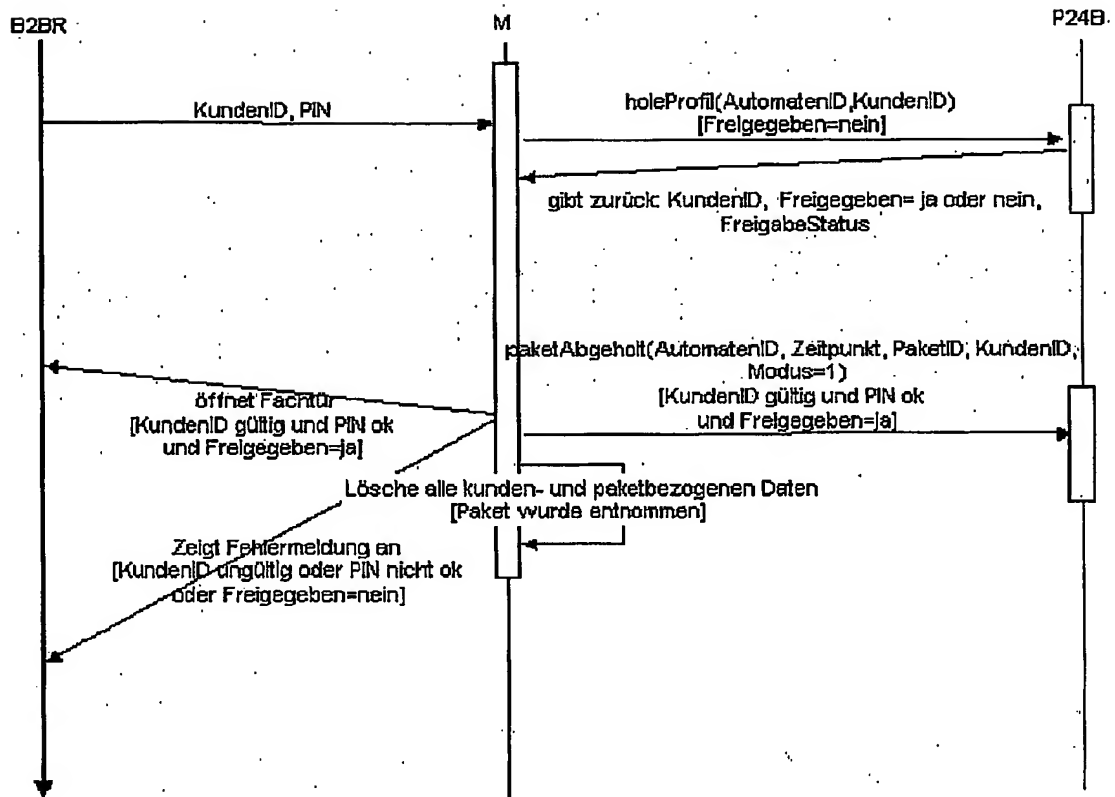 B2BR
M
P24B
KundenID, PIN
holeProfil(AutomatenID,KundenID)
[Freigegeben=nein]
gibt zurück: KundenID, Freigegeben= ja oder nein,
FreigabeStatus
paketAbgeholt(AutomatenID, Zeitpunkt, PaketID, KundenID,
Modus=1)
[KundenID gültig und PIN ok
und Freigegeben=ja]
öffnet Fachtür
[KundenID gültig und PIN ok
und Freigegeben=ja]
Lösche alle kunden- und paketbezogenen Daten
[Paket wurde entnommen]
Zeigt Fehlermeldung an
[KundenID ungültig oder PIN nicht ok
oder Freigegeben=nein]